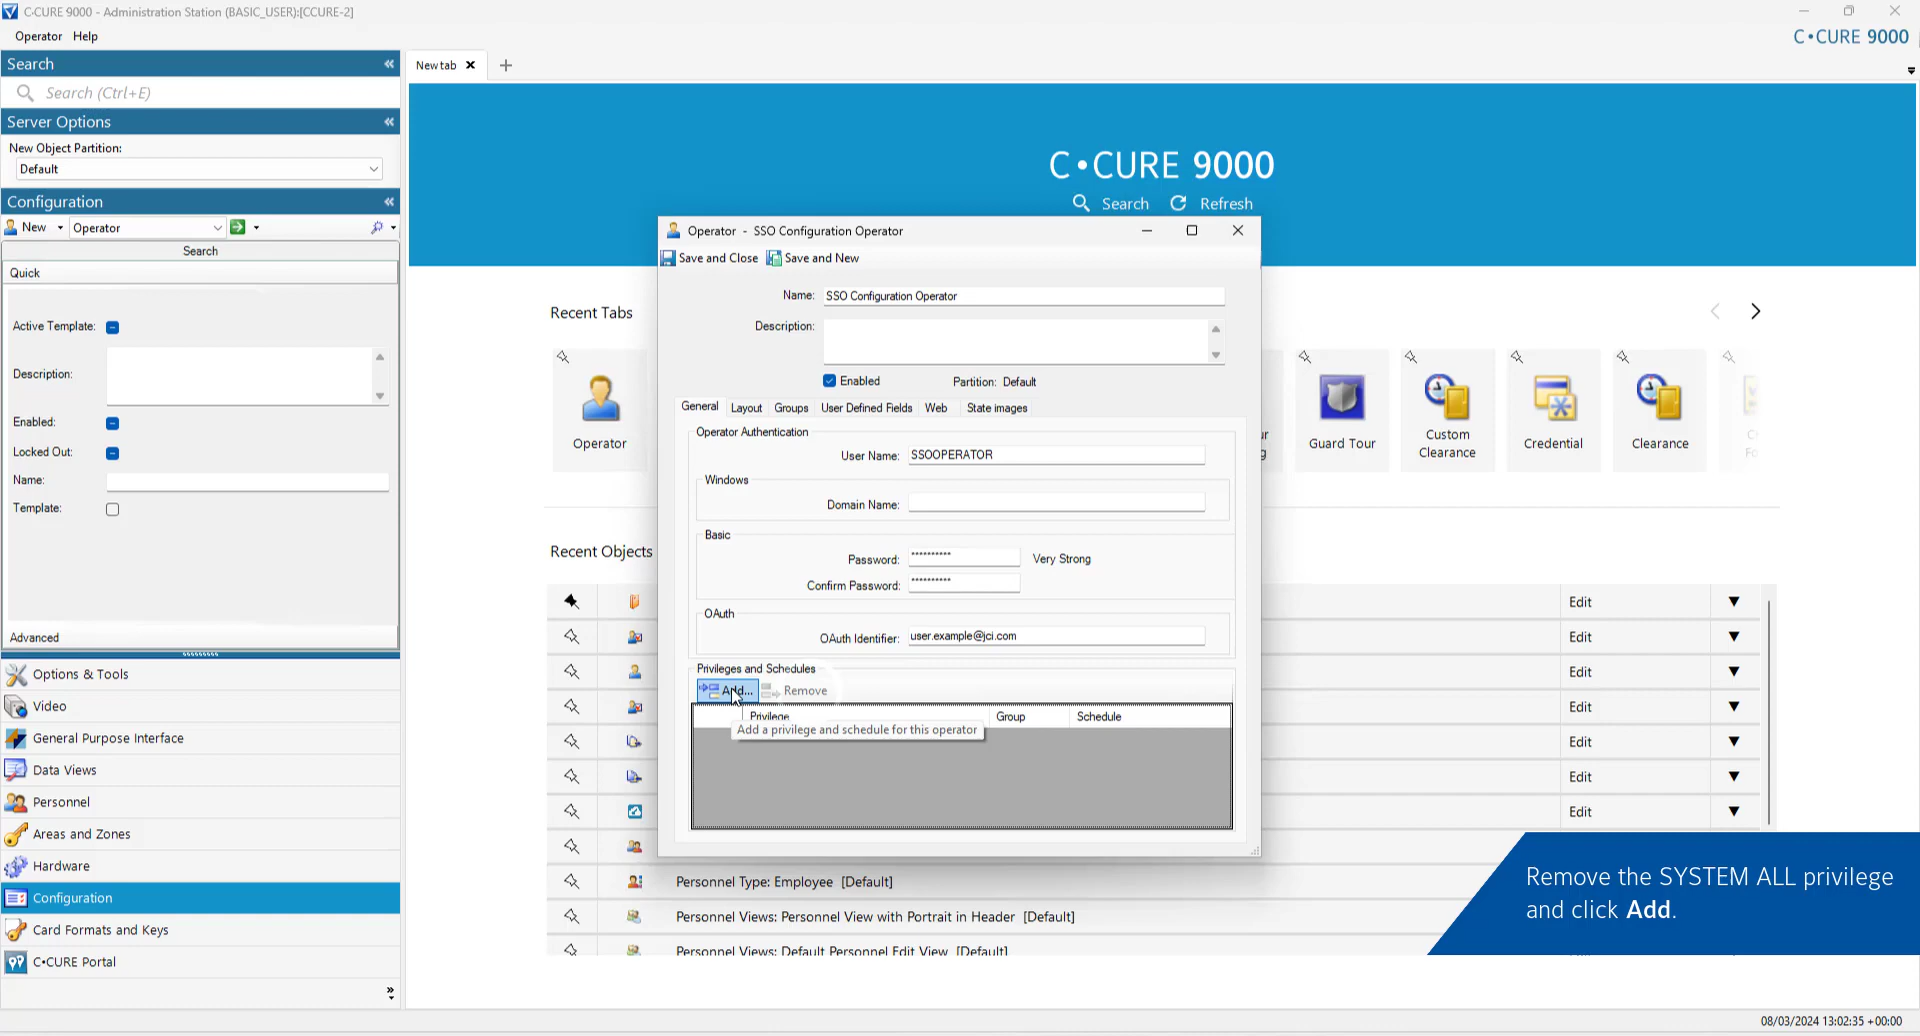 C•CURE 9000 - Administration Station (BASIC_USER):[CCURE-2]
Operator Help
C•CURE 9000
Search
Search (Ctrl+E)
Server Options
New Object Partition:
Default
Configuration
New Operator
Search
Quick
Active Template:
Description:
Enabled:
Locked Out:
Name:
Template:
Advanced
Options & Tools
Video
General Purpose Interface
Data Views
Personnel
Areas and Zones
Hardware
Configuration
Card Formats and Keys
C•CURE Portal
New tab
C•CURE 9000
Search Refresh
Recent Tabs
Operator
Guard Tour
Custom
Clearance
Credential
Clearance
Recent Objects
Edit
Edit
Edit
Edit
Edit
Edit
Edit
Personnel Type: Employee [Default]
Personnel Views: Personnel View with Portrait in Header [Default]
Personnel Views: Default Personnel Edit View [Default]
Operator - SSO Configuration Operator
Save and Close Save and New
Name: SSO Configuration Operator
Description:
Enabled Partition: Default
General Layout Groups User Defined Fields Web State images
Operator Authentication
User Name: SSOOPERATOR
Windows
Domain Name:
Basic
Password: ********** Very Strong
Confirm Password: **********
OAuth
OAuth Identifier: user.example@jci.com
Privileges and Schedules
Add... Remove
Privilege Group Schedule
Add a privilege and schedule for this operator
Remove the SYSTEM ALL privilege
and click Add.
08/03/2024 13:02:35 +00:00